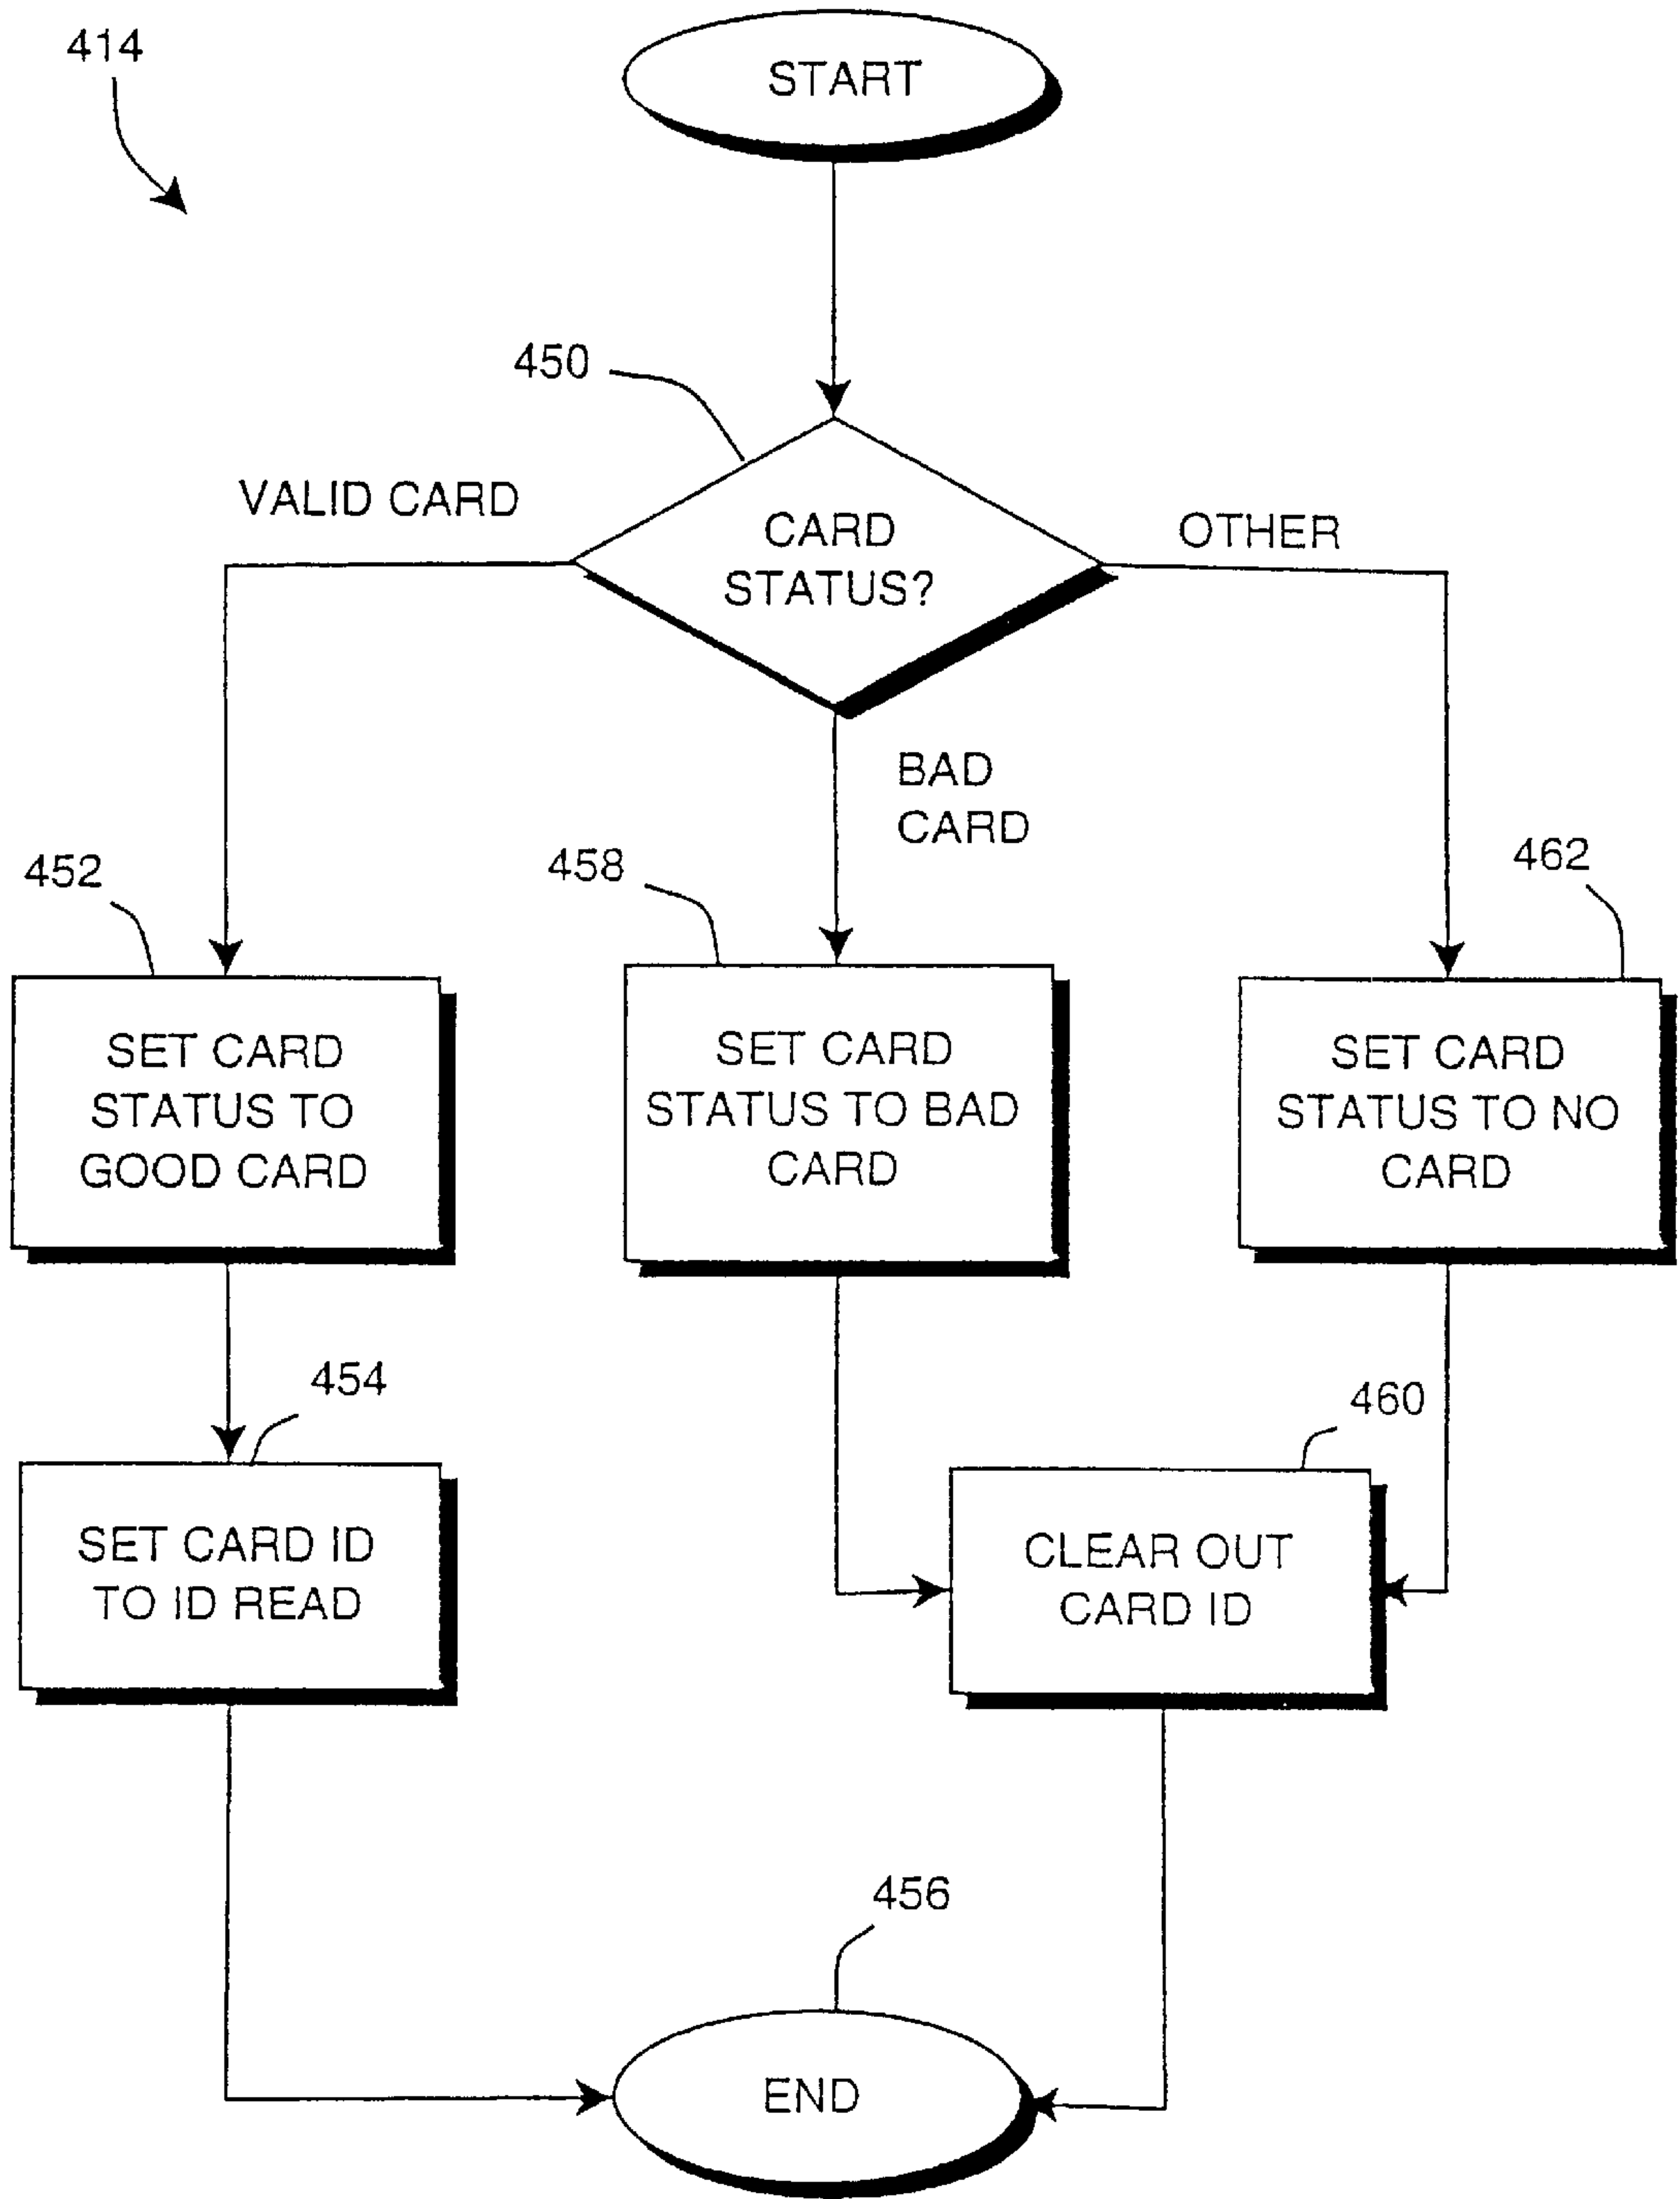 414
START
450
VALID CARD
CARD
STATUS?
OTHER
BAD
CARD
452
458
462
SET CARD
STATUS TO
GOOD CARD
SET CARD
STATUS TO BAD
CARD
SET CARD
STATUS TO NO
CARD
454
460
SET CARD ID
TO ID READ
CLEAR OUT
CARD ID
456
END